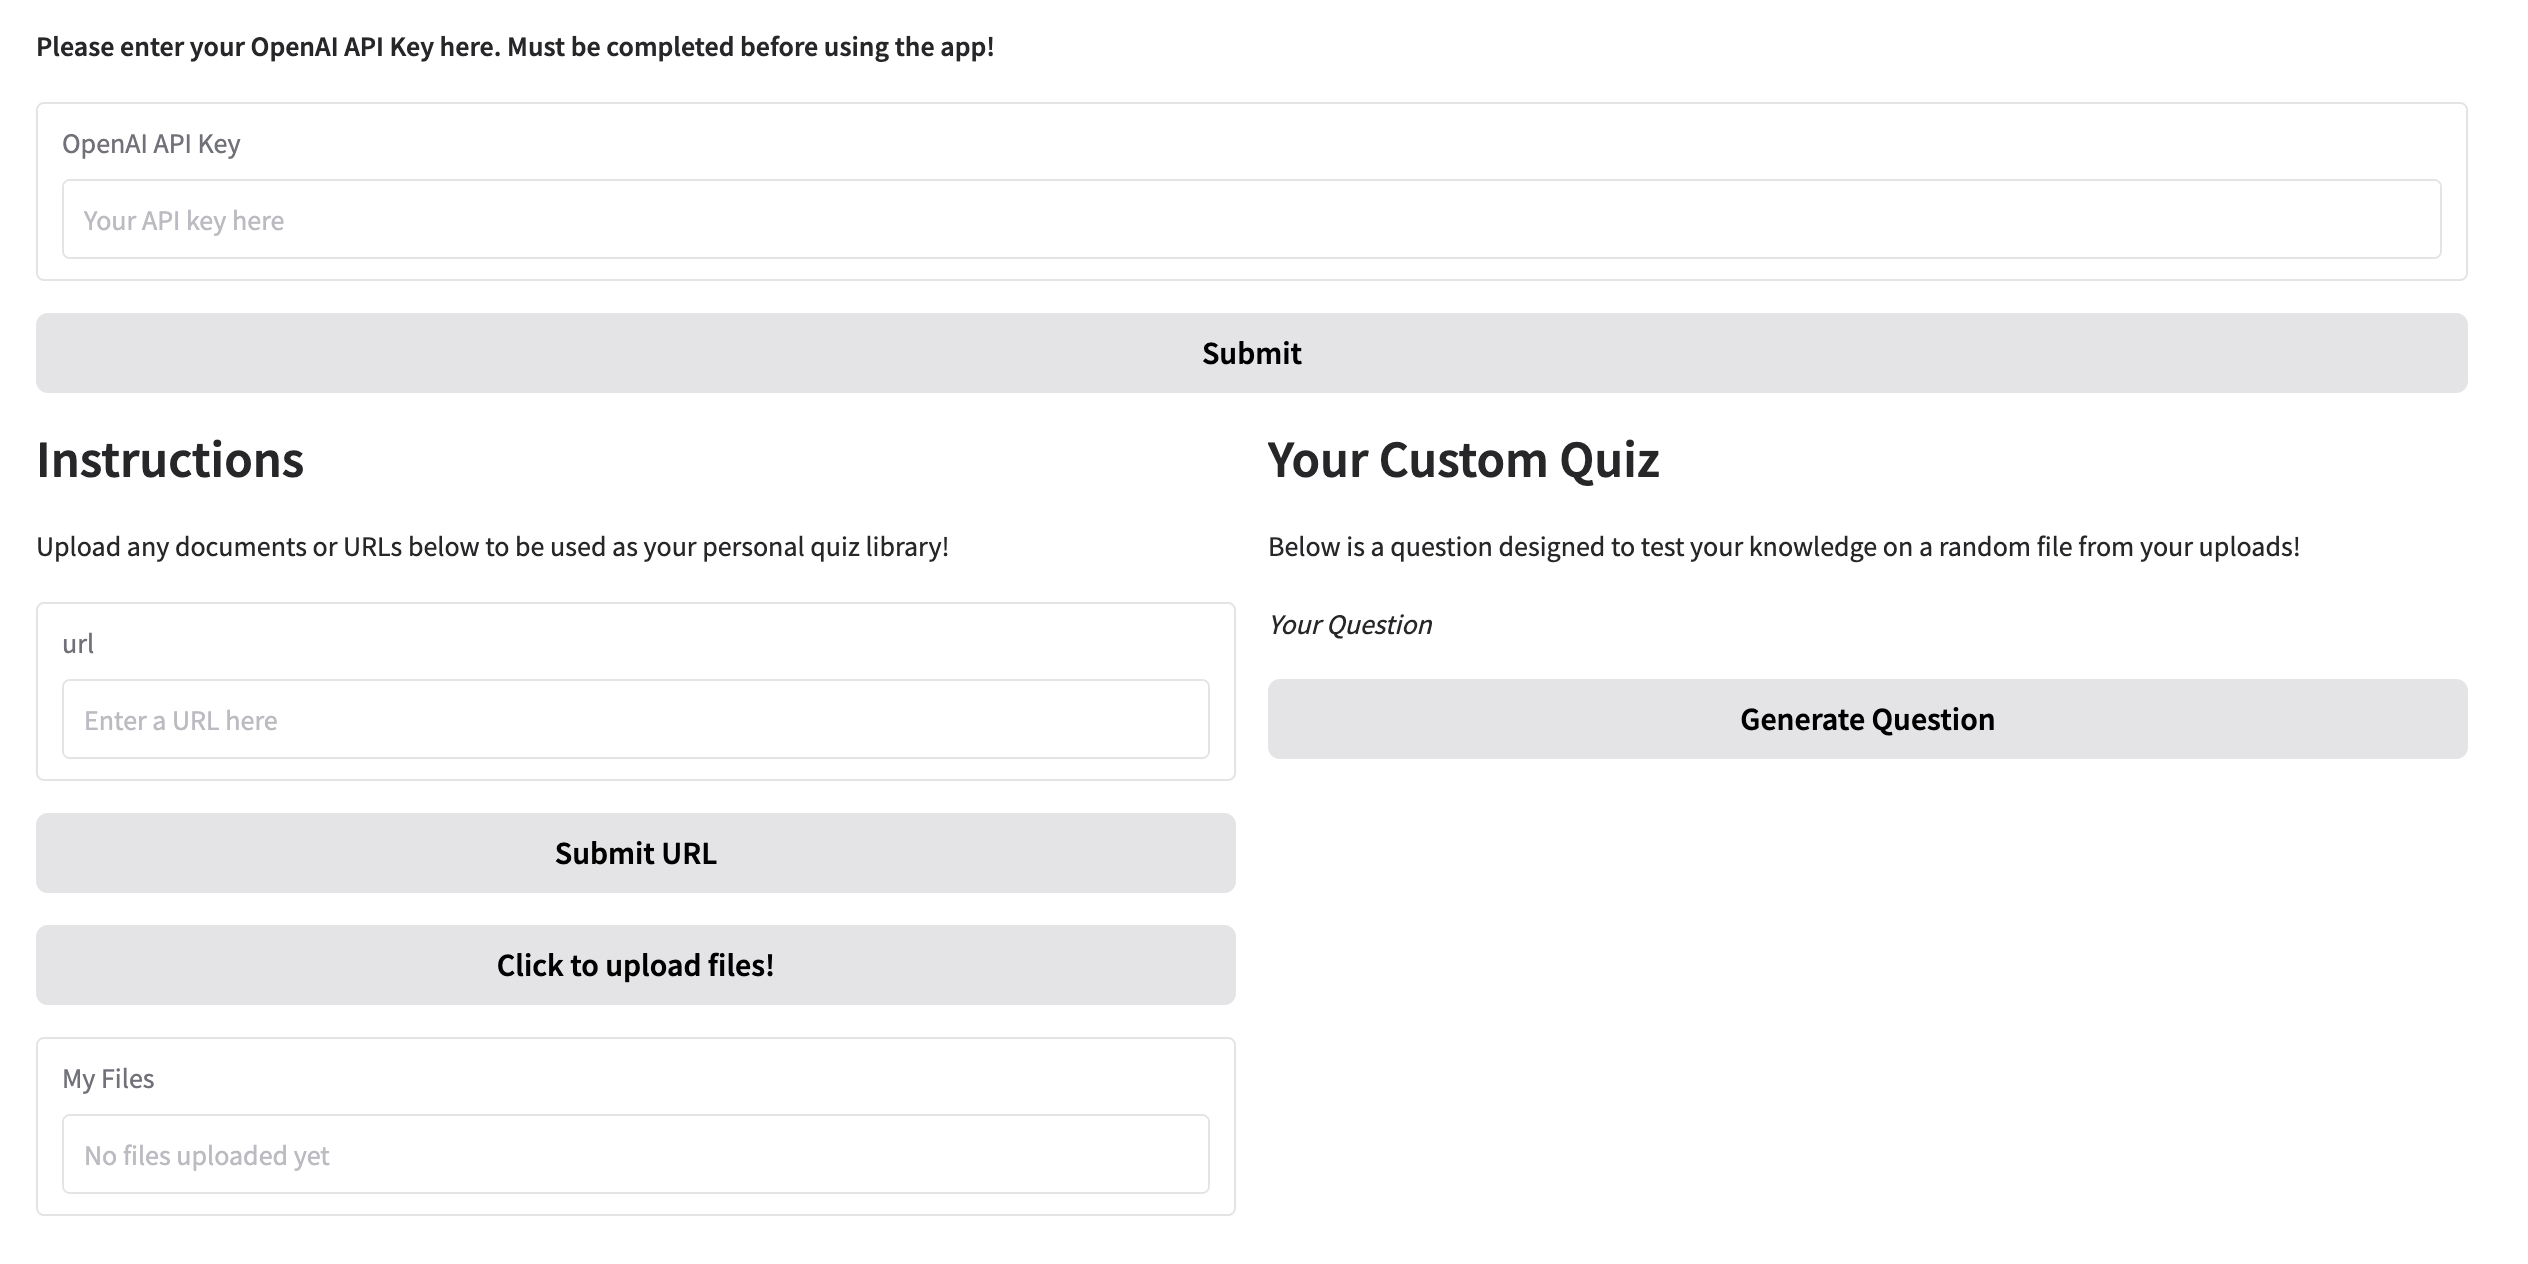 Please enter your OpenAI API Key here. Must be completed before using the app!
OpenAI API Key
Your API key here
Submit
Instructions
Upload any documents or URLs below to be used as your personal quiz library!
url
Enter a URL here
Submit URL
Click to upload files!
My Files
No files uploaded yet
Your Custom Quiz
Below is a question designed to test your knowledge on a random file from your uploads!
Your Question
Generate Question